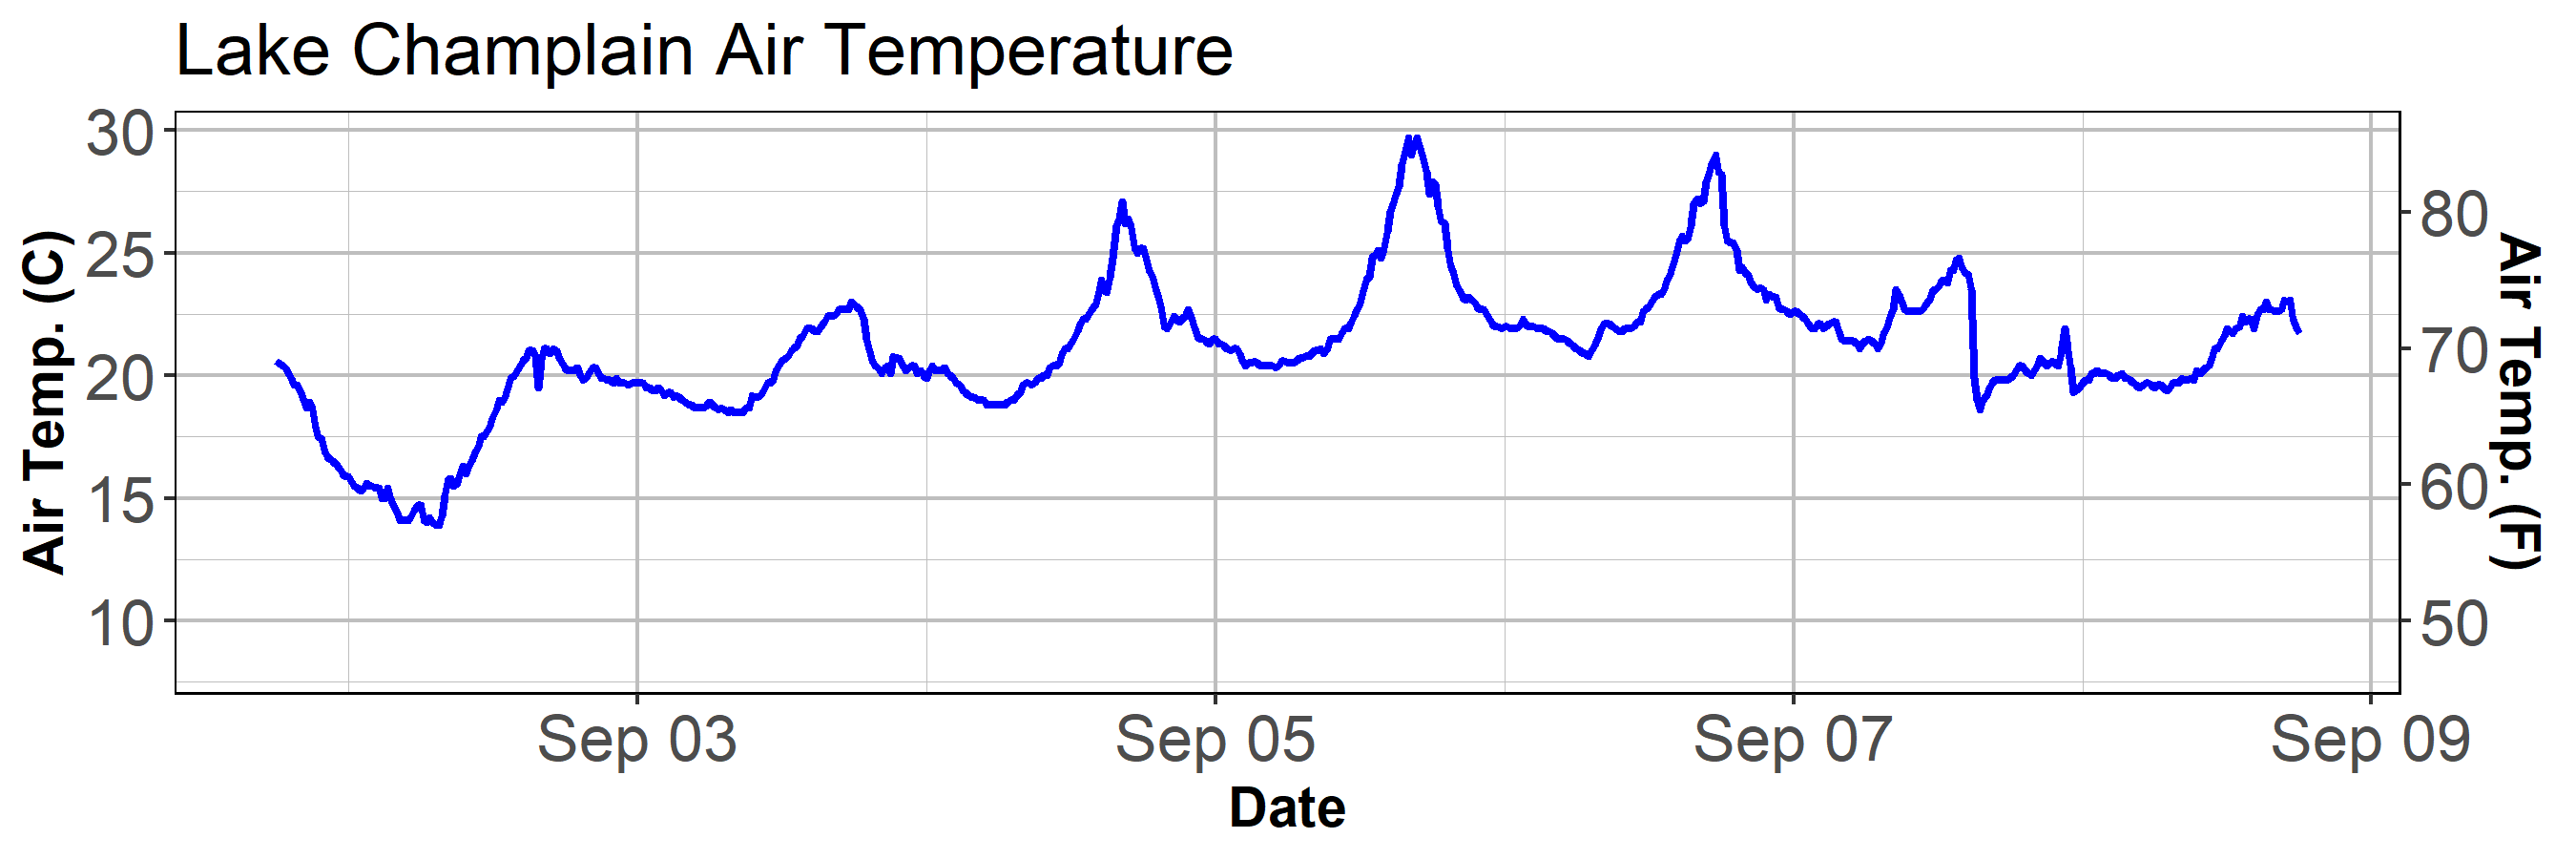 Lake Champlain Air Temperature
30
25
20
15
10
Air Temp. (C)
80
70
60
50
Air Temp. (F)
Sep 03
Sep 05
Sep 07
Sep 09
Date